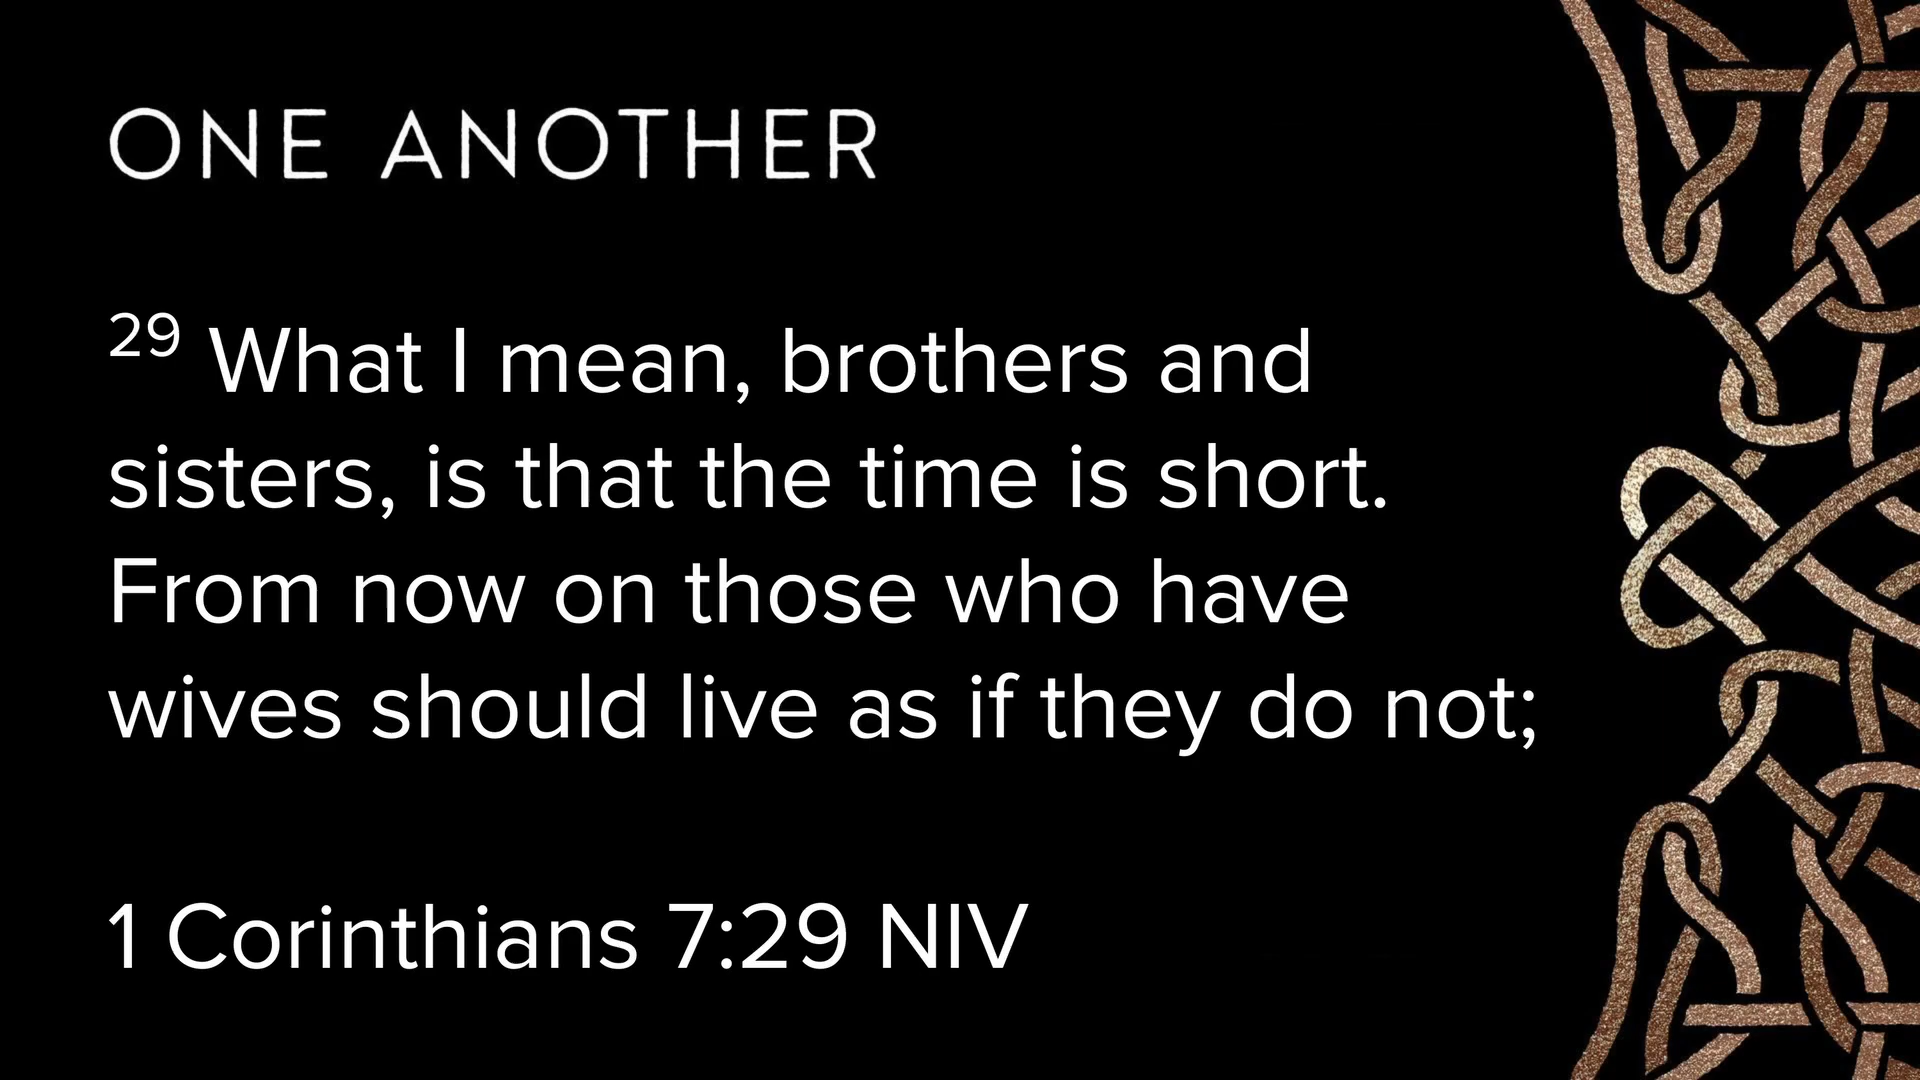 ONE ANOTHER
29 What I mean, brothers and
sisters, is that the time is short.
From now on those who have
wives should live as if they do not;
1 Corinthians 7:29 NIV